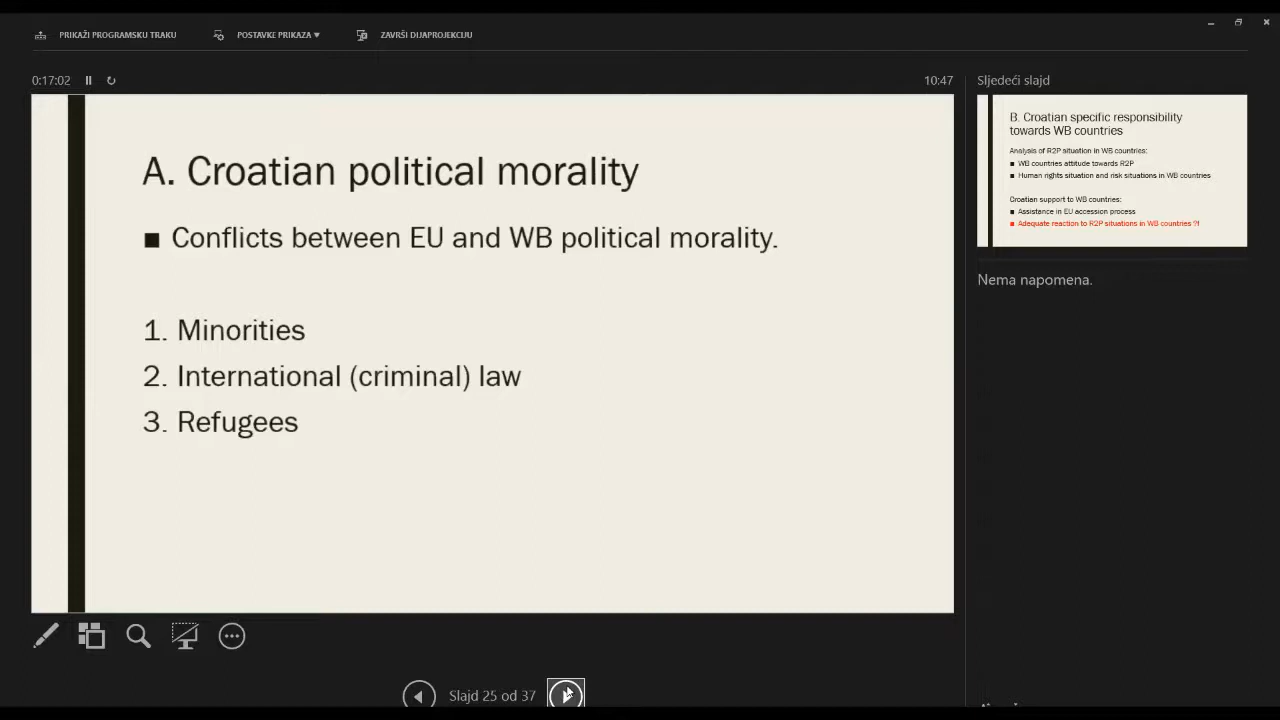 PRIKAŽI PROGRAMSKU TRAKU
POSTAVKE PRIKAZA ▼
ZAVRŠI DIJAPROJEKCIJU
0:17:02
10:47
A. Croatian political morality
■ Conflicts between EU and WB political morality.
1. Minorities
2. International (criminal) law
3. Refugees
Sljedeći slajd
B. Croatian specific responsibility
towards WB countries
Analysis of R2P situation in WB countries:
■ WB countries attitude towards R2P
■ Human rights situation and risk situations in WB countries
Croatian support to WB countries:
■ Assistance in EU accession process
■ Adequate reaction to R2P situations in WB countries ?!
Nema napomena.
Slajd 25 od 37